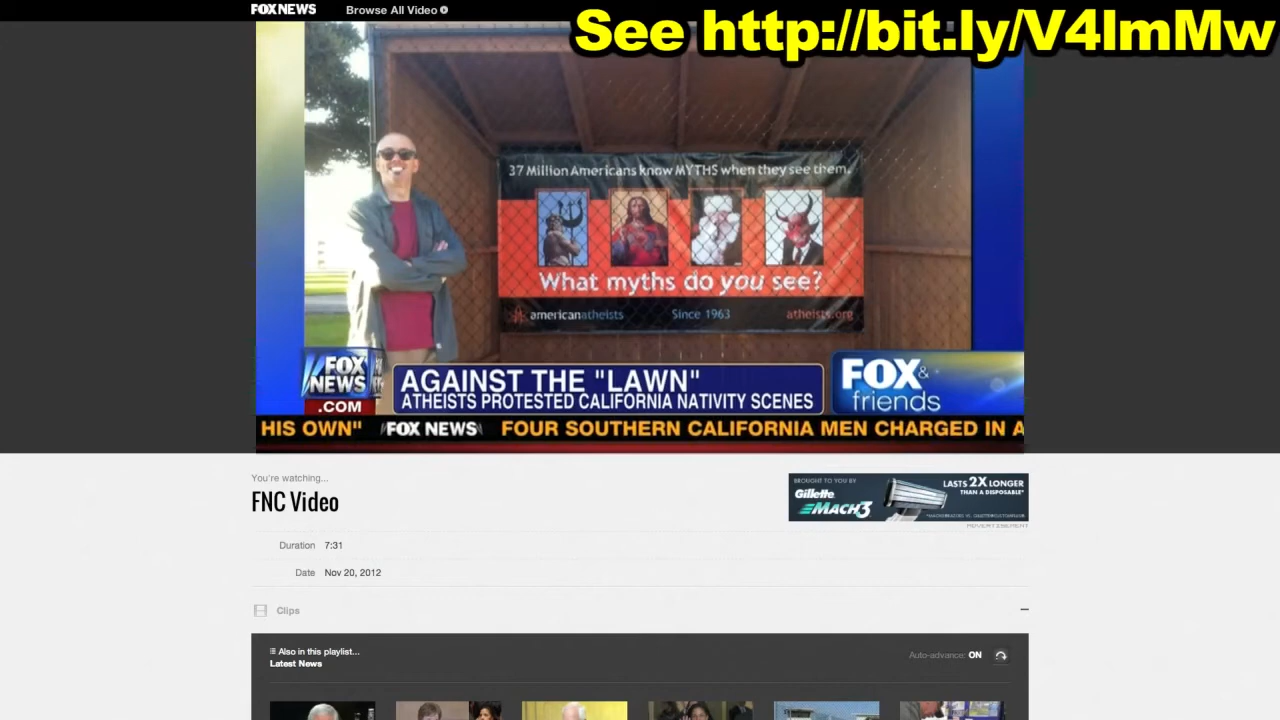 FOX NEWS Browse All Video
See http://bit.ly/V4lmMw
37 Million Americans know MYTHS when they see them.
What myths do you see?
americanatheists Since 1963 atheists.org
FOX NEWS .COM
AGAINST THE "LAWN"
ATHEISTS PROTESTED CALIFORNIA NATIVITY SCENES
FOX & friends
HIS OWN" FOX NEWS FOUR SOUTHERN CALIFORNIA MEN CHARGED IN A
You're watching...
FNC Video
BROUGHT TO YOU BY
Gillette
MACH3
LASTS 2X LONGER
THAN A DISPOSABLE*
ADVERTISEMENT
Duration 7:31
Date Nov 20, 2012
Clips
Also in this playlist...
Latest News
Auto-advance: ON